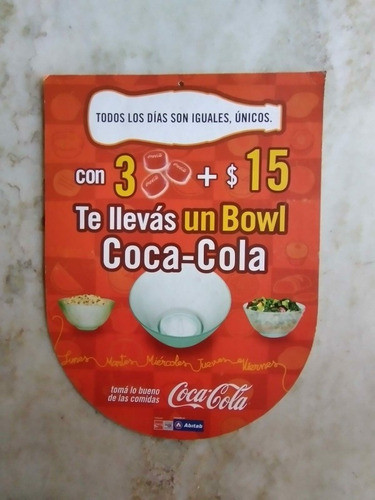 TODOS LOS DÍAS SON IGUALES, ÚNICOS.
con 3 + $ 15
Te llevás un Bowl
Coca-Cola
Lunes Martes Miércoles Jueves Viernes
tomá lo bueno
de las comidas
Coca-Cola
Abitab